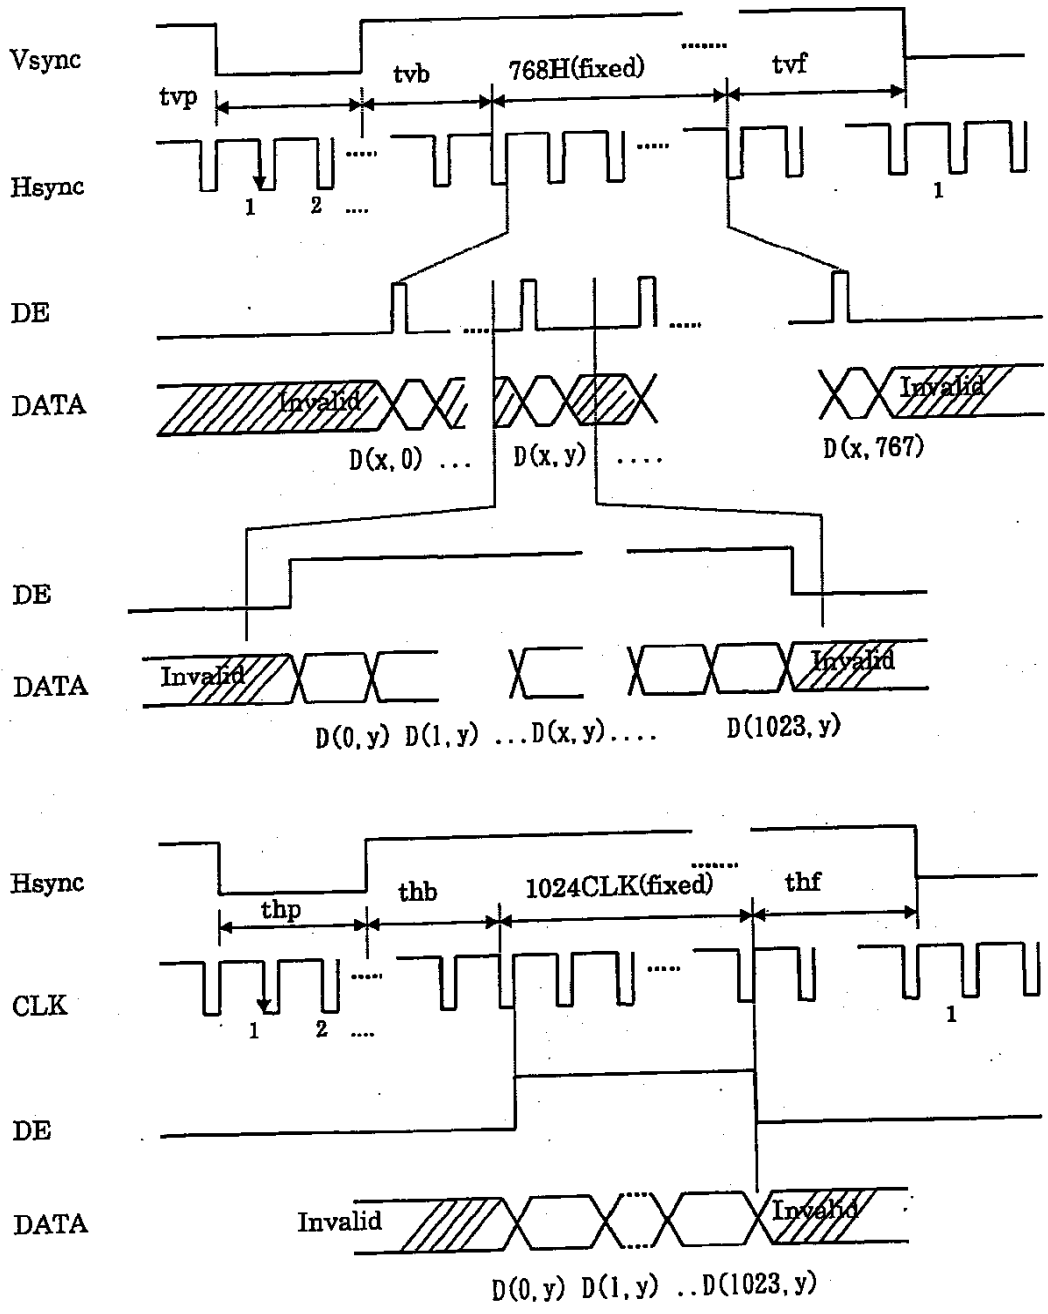 Vsync
tvp
tvb
768H(fixed)
.......
tvf
Hsync
1
2
.....
....
.....
1
DE
.....
.....
DATA
Invalid
Invalid
D(x,0) ...
D(x,y)
....
D(x,767)
DE
DATA
Invalid
Invalid
D(0,y) D(1,y) ...D(x,y)....
D(1023,y)
Hsync
thp
thb
1024CLK(fixed)
.......
thf
CLK
1
2
.....
....
.....
1
DE
DATA
Invalid
Invalid
D(0,y) D(1,y) ..D(1023,y)